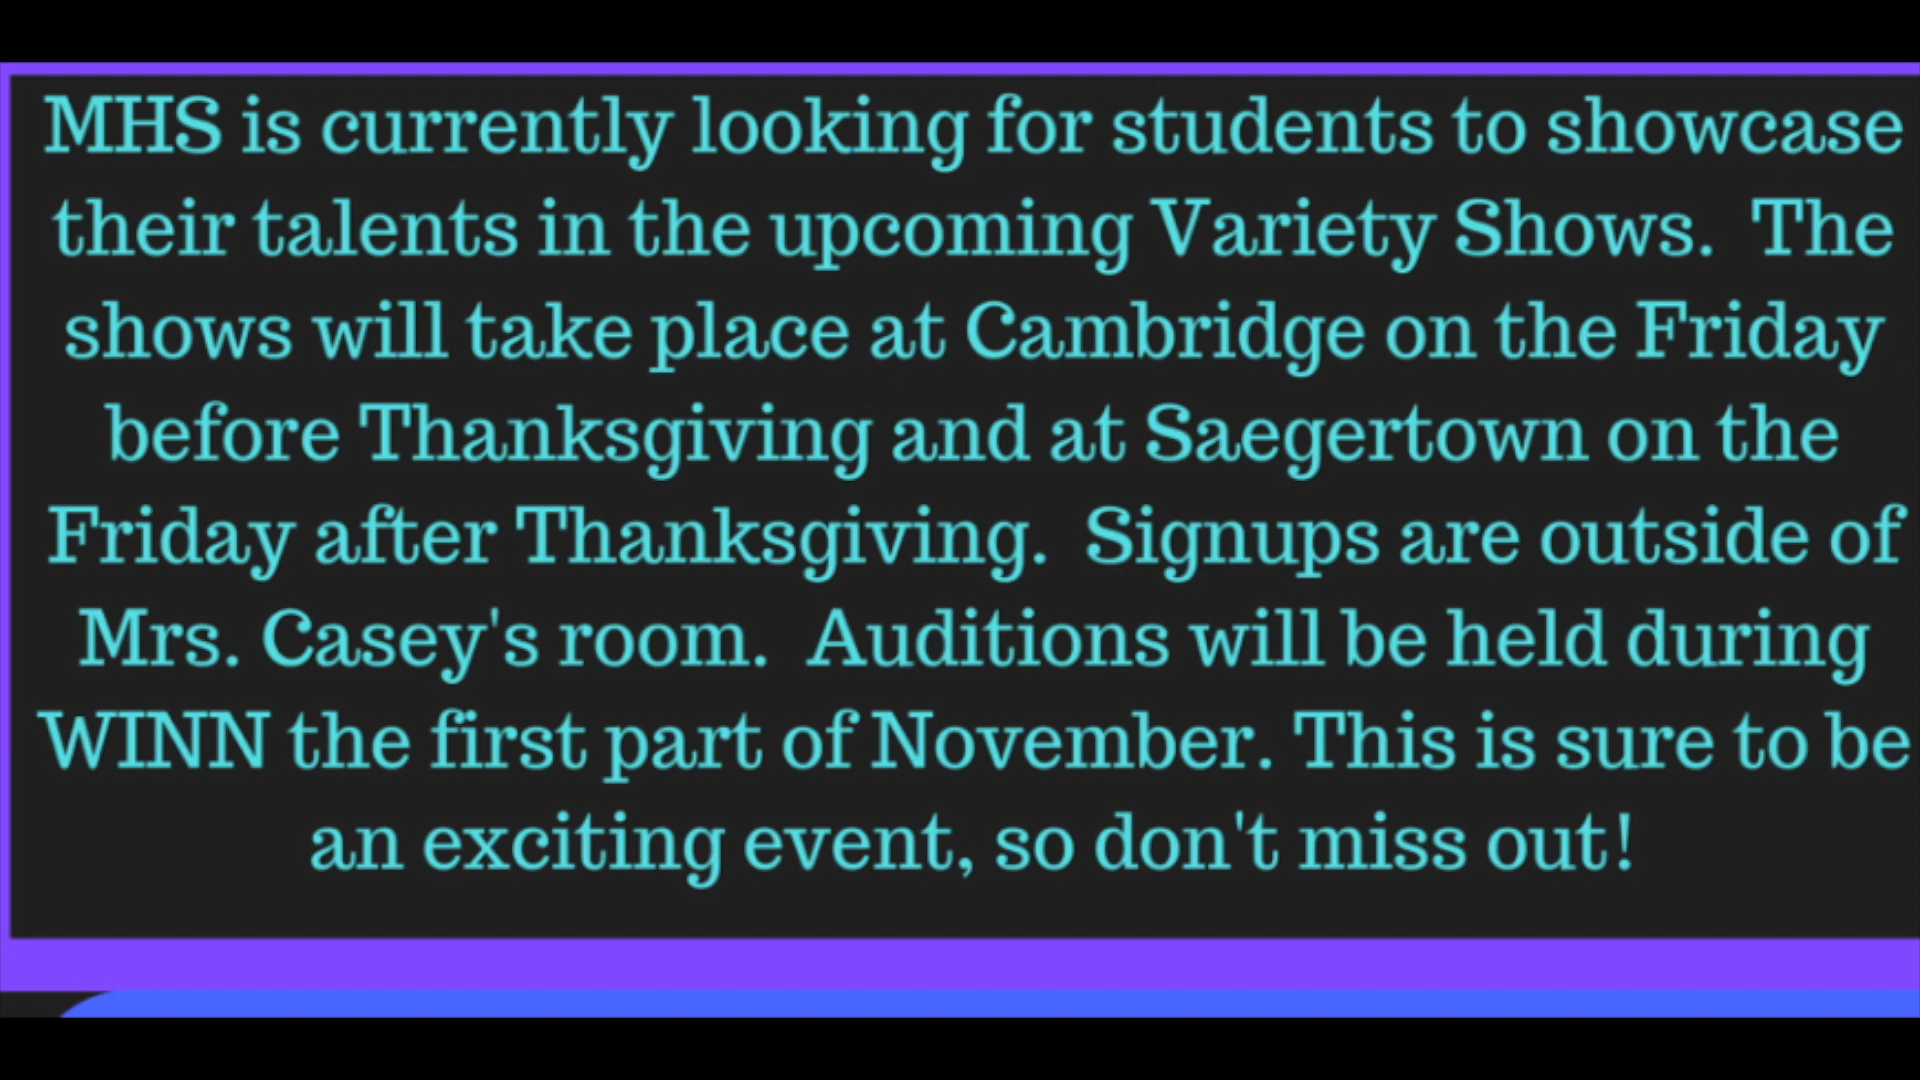 MHS is currently looking for students to showcase
their talents in the upcoming Variety Shows.  The
shows will take place at Cambridge on the Friday
before Thanksgiving and at Saegertown on the
Friday after Thanksgiving.  Signups are outside of
Mrs. Casey's room.  Auditions will be held during
WINN the first part of November. This is sure to be
an exciting event, so don't miss out!